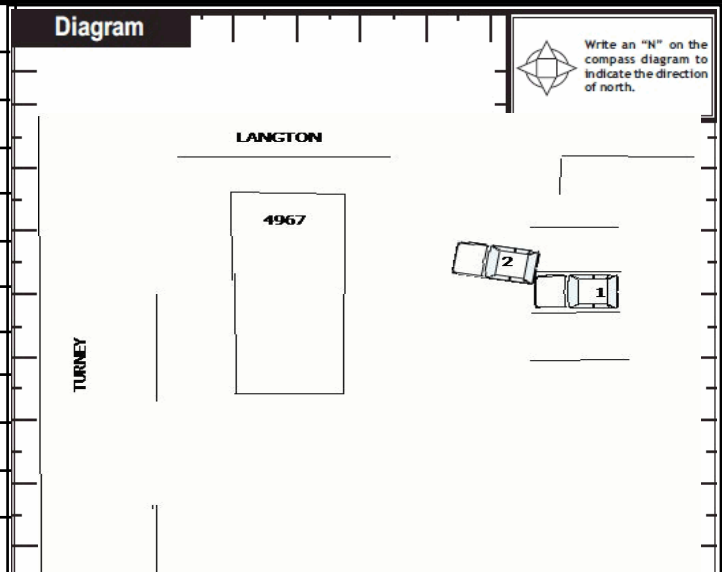 Diagram
Write an “N” on the
compass diagram to
indicate the direction
of north.
LANGTON
4967
2
1
TURNEY